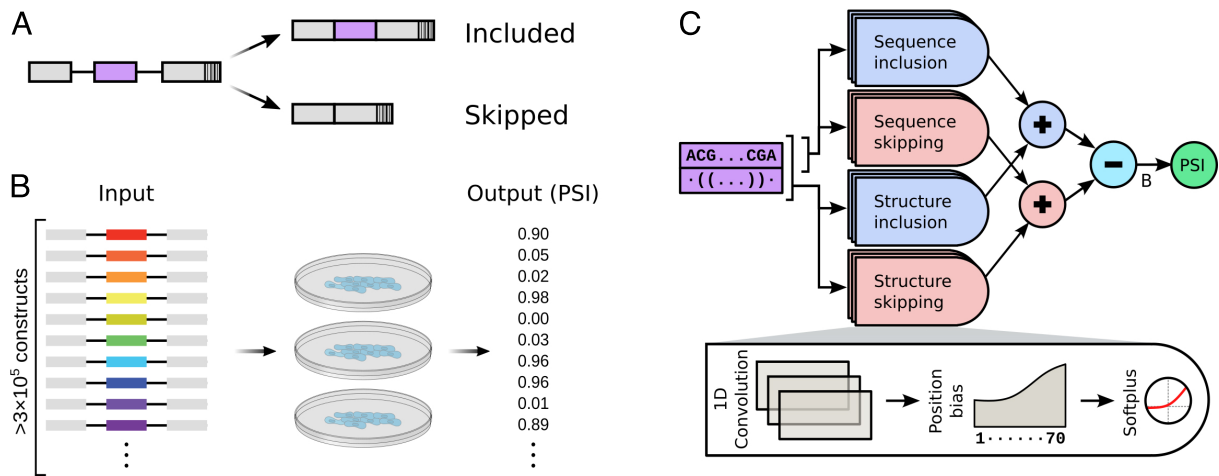 A
Included
Skipped
B
Input
Output (PSI)
>3×10⁵ constructs
0.90
0.05
0.02
0.98
0.00
0.03
0.96
0.96
0.01
0.89
C
Sequence
inclusion
Sequence
skipping
ACG...CGA
·((...))·
Structure
inclusion
Structure
skipping
+
+
−
B
PSI
1D
Convolution
Position
bias
1······70
Softplus